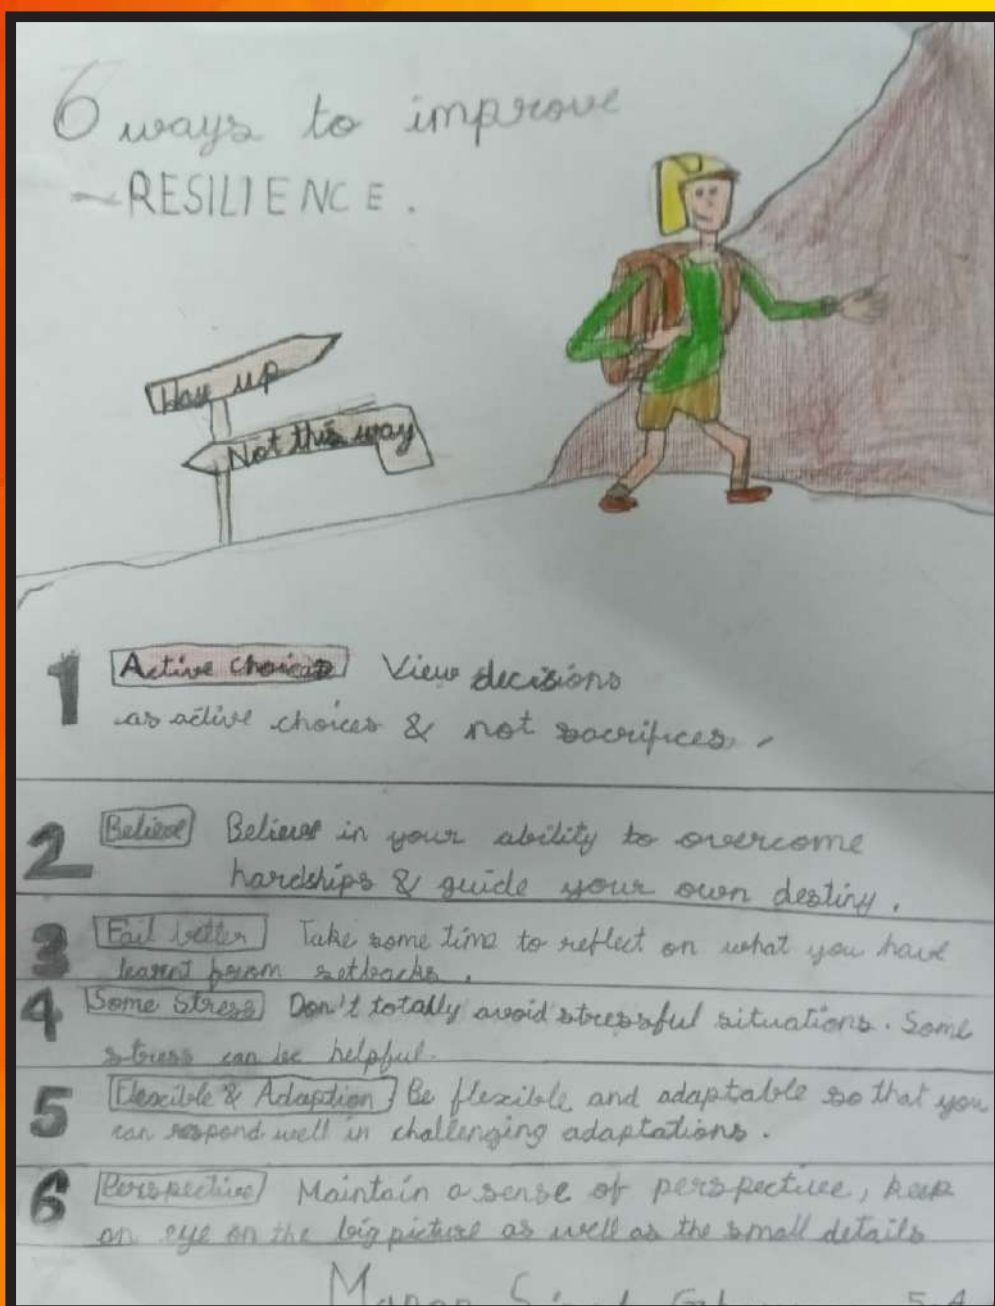 6 ways to improve
RESILIENCE.
up
Not this way
1 Active choices View decisions
as active choices & not sacrifices.
2 Believe Believe in your ability to overcome
hardships & guide your own destiny.
3 Fail better Take some time to reflect on what you have
learnt from setbacks.
4 Some stress Don't totally avoid stressful situations. Some
stress can be helpful.
5 Flexible & Adaption Be flexible and adaptable so that you
can respond well in challenging adaptations.
6 Perspective Maintain a sense of perspective, keep
an eye on the big picture as well as the small details